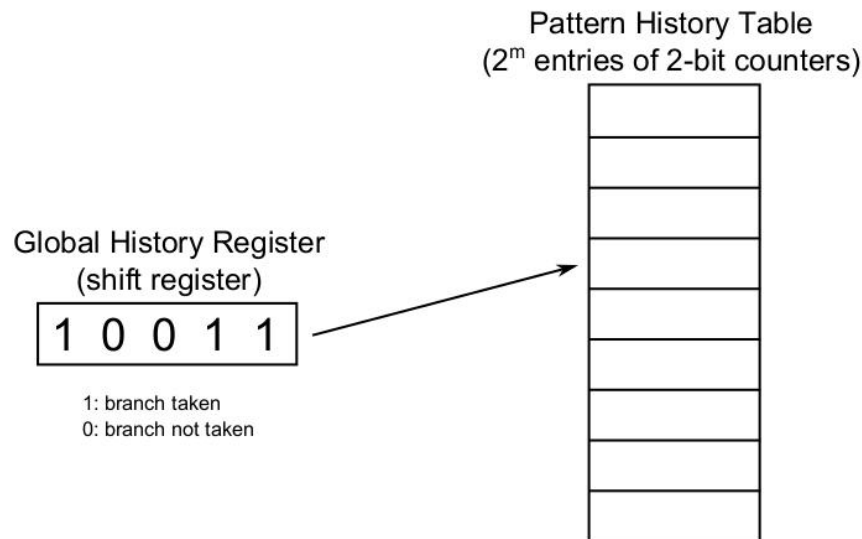 Pattern History Table
(2^m entries of 2-bit counters)
Global History Register
(shift register)
1 0 0 1 1
1: branch taken
0: branch not taken